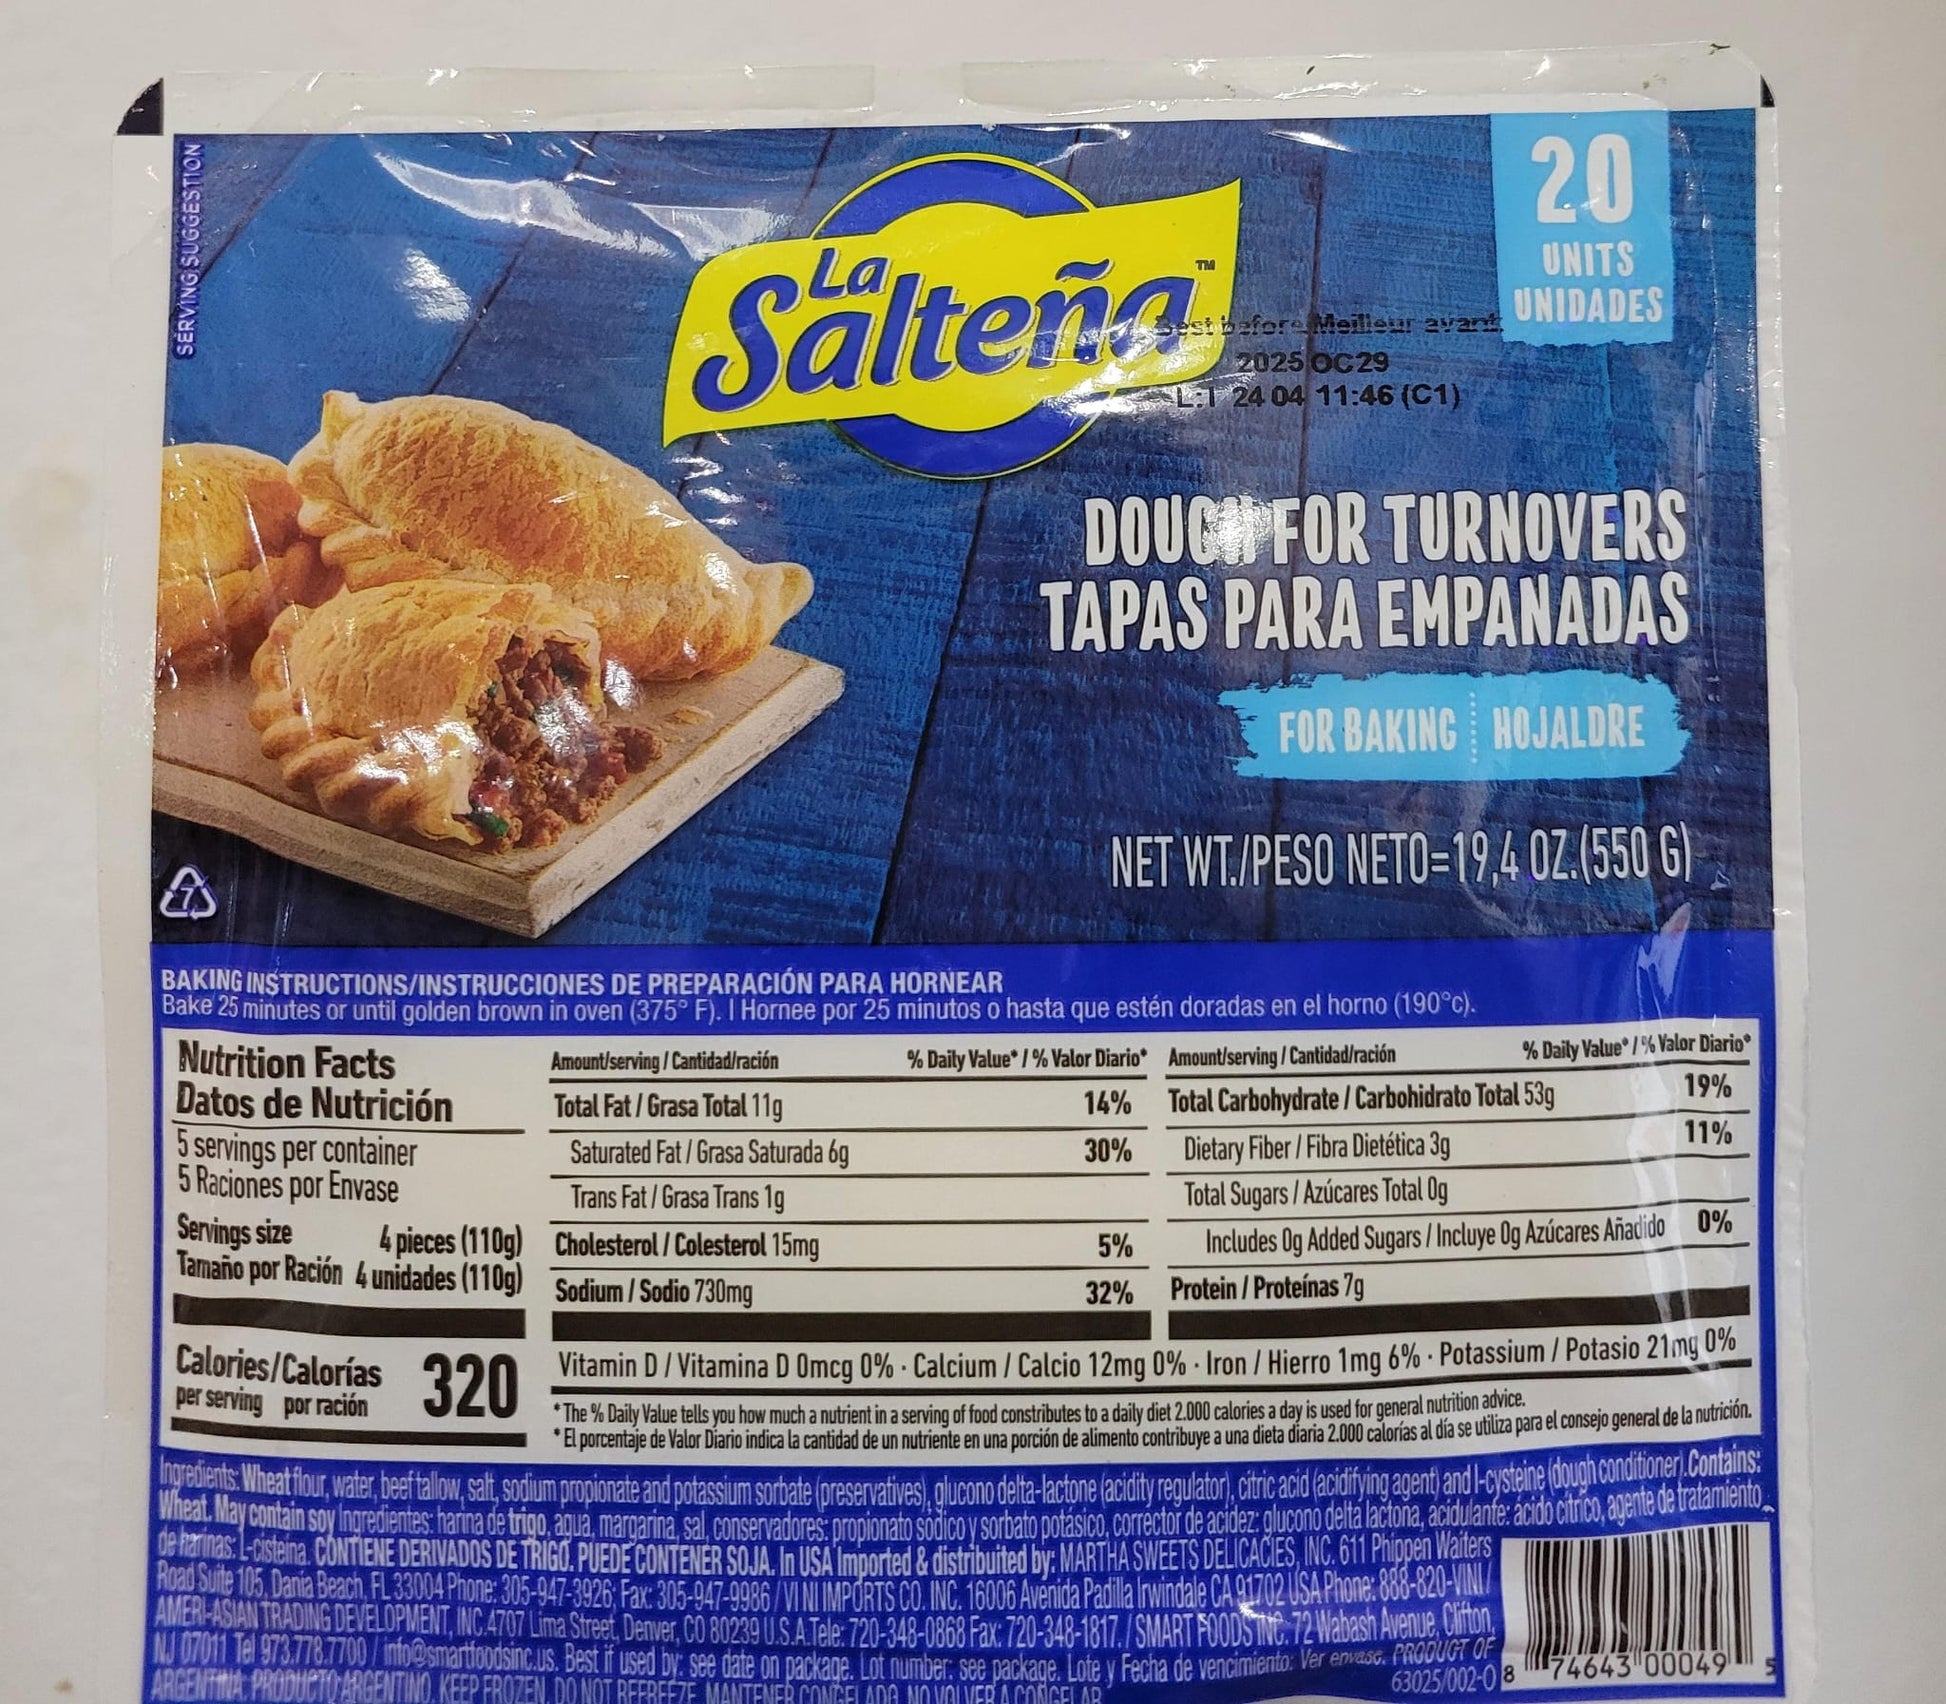 SERVING SUGGESTION
20
UNITS
UNIDADES
La
Salteña™
Best before Meilleur avant
2025 OC 29
L:1 24 04 11:46 (C1)
DOUGH FOR TURNOVERS
TAPAS PARA EMPANADAS
FOR BAKING HOJALDRE
NET WT./PESO NETO=19,4 OZ.(550 G)
7
BAKING INSTRUCTIONS/INSTRUCCIONES DE PREPARACIÓN PARA HORNEAR
Bake 25 minutes or until golden brown in oven (375° F). I Hornee por 25 minutos o hasta que estén doradas en el horno (190°c).
Nutrition Facts
Datos de Nutrición
5 servings per container
5 Raciones por Envase
Servings size 4 pieces (110g)
Tamaño por Ración 4 unidades (110g)
Calories/Calorías 320
per serving por ración
Amount/serving / Cantidad/ración % Daily Value* / % Valor Diario*
Total Fat / Grasa Total 11g 14%
Saturated Fat / Grasa Saturada 6g 30%
Trans Fat / Grasa Trans 1g
Cholesterol / Colesterol 15mg 5%
Sodium / Sodio 730mg 32%
Amount/serving / Cantidad/ración % Daily Value* / % Valor Diario*
Total Carbohydrate / Carbohidrato Total 53g 19%
Dietary Fiber / Fibra Dietética 3g 11%
Total Sugars / Azúcares Total 0g
Includes 0g Added Sugars / Incluye 0g Azúcares Añadido 0%
Protein / Proteínas 7g
Vitamin D / Vitamina D 0mcg 0% · Calcium / Calcio 12mg 0% · Iron / Hierro 1mg 6% · Potassium / Potasio 21mg 0%
*The % Daily Value tells you how much a nutrient in a serving of food constributes to a daily diet 2.000 calories a day is used for general nutrition advice.
*El porcentaje de Valor Diario indica la cantidad de un nutriente en una porción de alimento contribuye a una dieta diaria 2.000 calorías al día se utiliza para el consejo general de la nutrición.
Ingredients: Wheat flour, water, beef tallow, salt, sodium propionate and potassium sorbate (preservatives), glucono delta-lactone (acidity regulator), citric acid (acidifying agent) and l-cysteine (dough conditioner). Contains:
Wheat. May contain soy Ingredientes: harina de trigo, agua, margarina, sal, conservadores: propionato sódico y sorbato potásico, corrector de acidez: glucono delta lactona, acidulante: ácido cítrico, agente de tratamiento
de harinas: L-cisteina. CONTIENE DERIVADOS DE TRIGO. PUEDE CONTENER SOJA. In USA Imported & distribuited by: MARTHA SWEETS DELICACIES, INC. 611 Phippen Waiters
Road Suite 105, Dania Beach, FL 33004 Phone: 305-947-3926; Fax: 305-947-9986 / VI NI IMPORTS CO. INC. 16006 Avenida Padilla Irwindale CA 91702 USA Phone: 888-820-VINI /
AMER-ASIAN TRADING DEVELOPMENT, INC.4707 Lima Street, Denver, CO 80239 U.S.A.Tele: 720-348-0868 Fax: 720-348-1817. / SMART FOODS INC. 72 Wabash Avenue, Clifton,
NJ 07011 Tel 973.778.7700 / info@smartfoodsinc.us. Best if used by: see date on package. Lot number: see package. Lote y Fecha de vencimiento: Ver envase. PRODUCT OF
ARGENTINA. PRODUCTO ARGENTINO. KEEP FROZEN. DO NOT REFREEZE. MANTENER CONGELADO. NO VOLVER A CONGELAR
63025/002-0
8 74643 00049 5